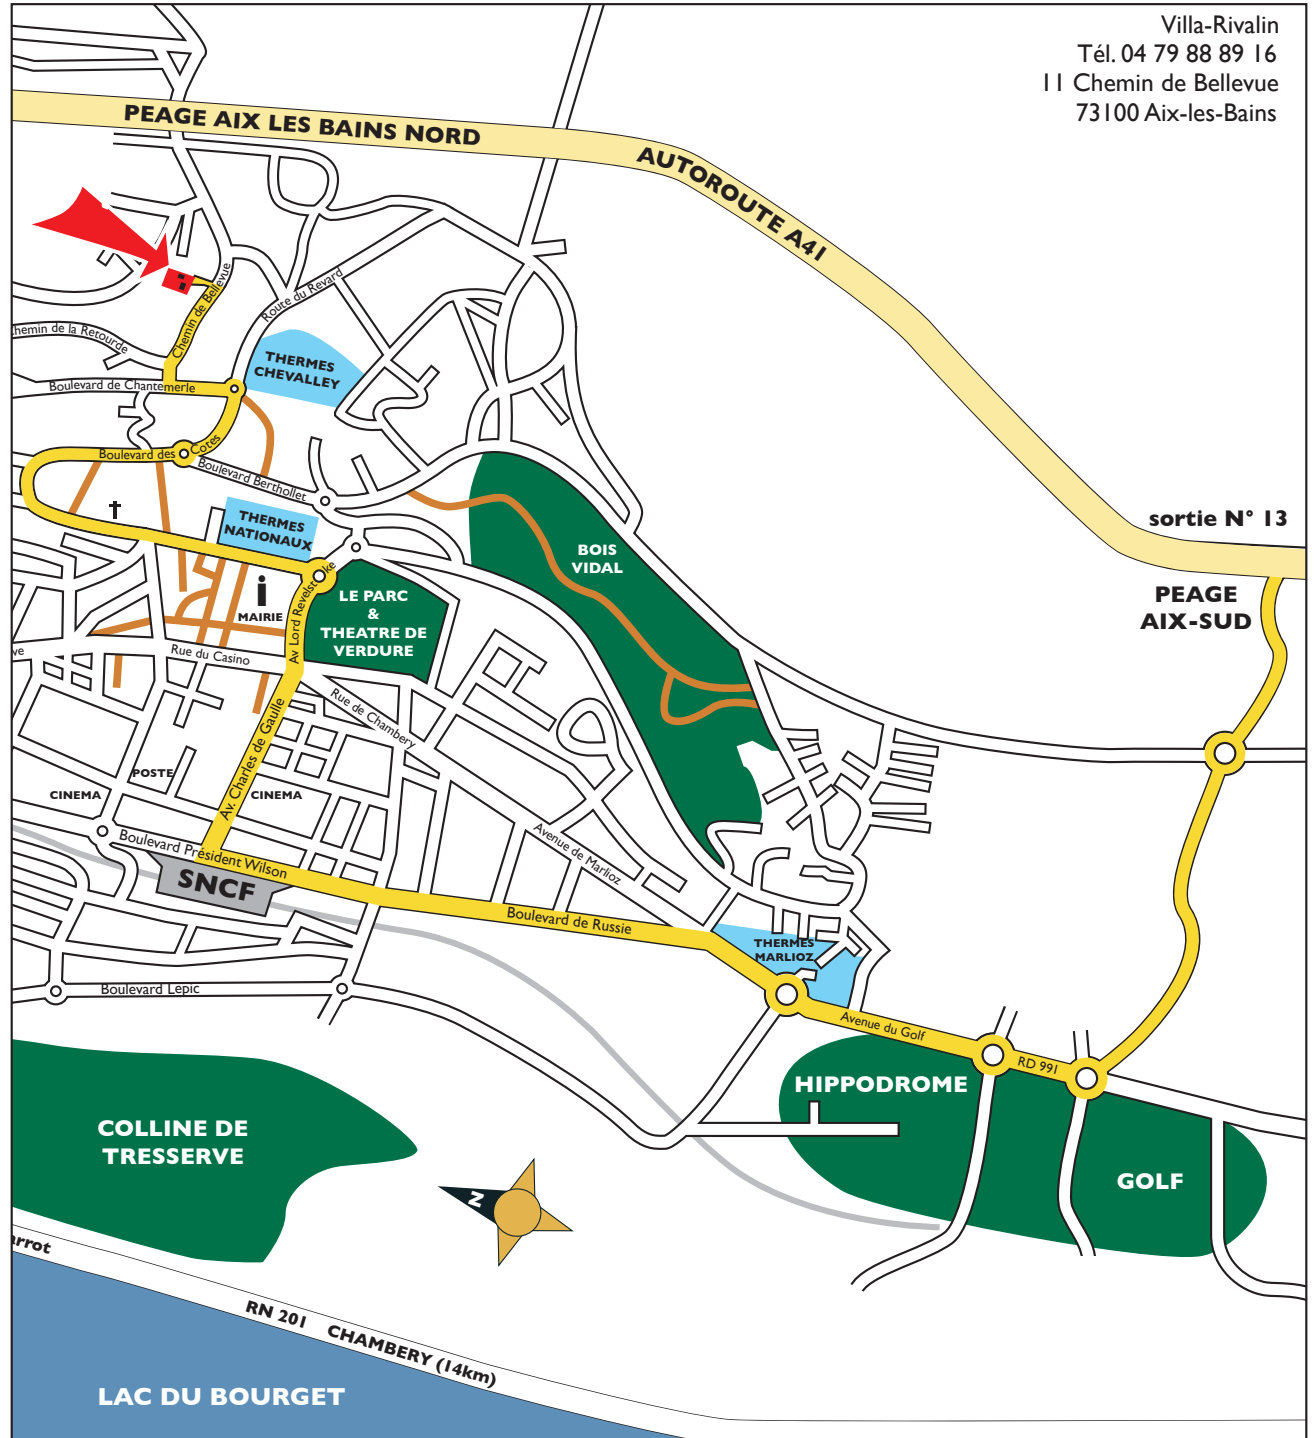 Villa-Rivalin
Tél. 04 79 88 89 16
11 Chemin de Bellevue
73100 Aix-les-Bains
PEAGE AIX LES BAINS NORD
AUTOROUTE A41
Chemin de Bellevue
Route du Revard
hemin de la Retourde
THERMES
CHEVALLEY
Boulevard de Chantemerle
Boulevard des Cotes
Boulevard Berthollet
THERMES
NATIONAUX
sortie N° 13
BOIS
VIDAL
PEAGE
AIX-SUD
i
MAIRIE
Av Lord Revelstoke
LE PARC
&
THEATRE DE
VERDURE
ve
Rue du Casino
Rue de Chambery
Av. Charles de Gaulle
POSTE
CINEMA
CINEMA
Boulevard Président Wilson
SNCF
Avenue de Marlioz
Boulevard de Russie
THERMES
MARLIOZ
Boulevard Lepic
Avenue du Golf
RD 991
HIPPODROME
GOLF
COLLINE DE
TRESSERVE
N
arrot
RN 201 CHAMBERY (14km)
LAC DU BOURGET